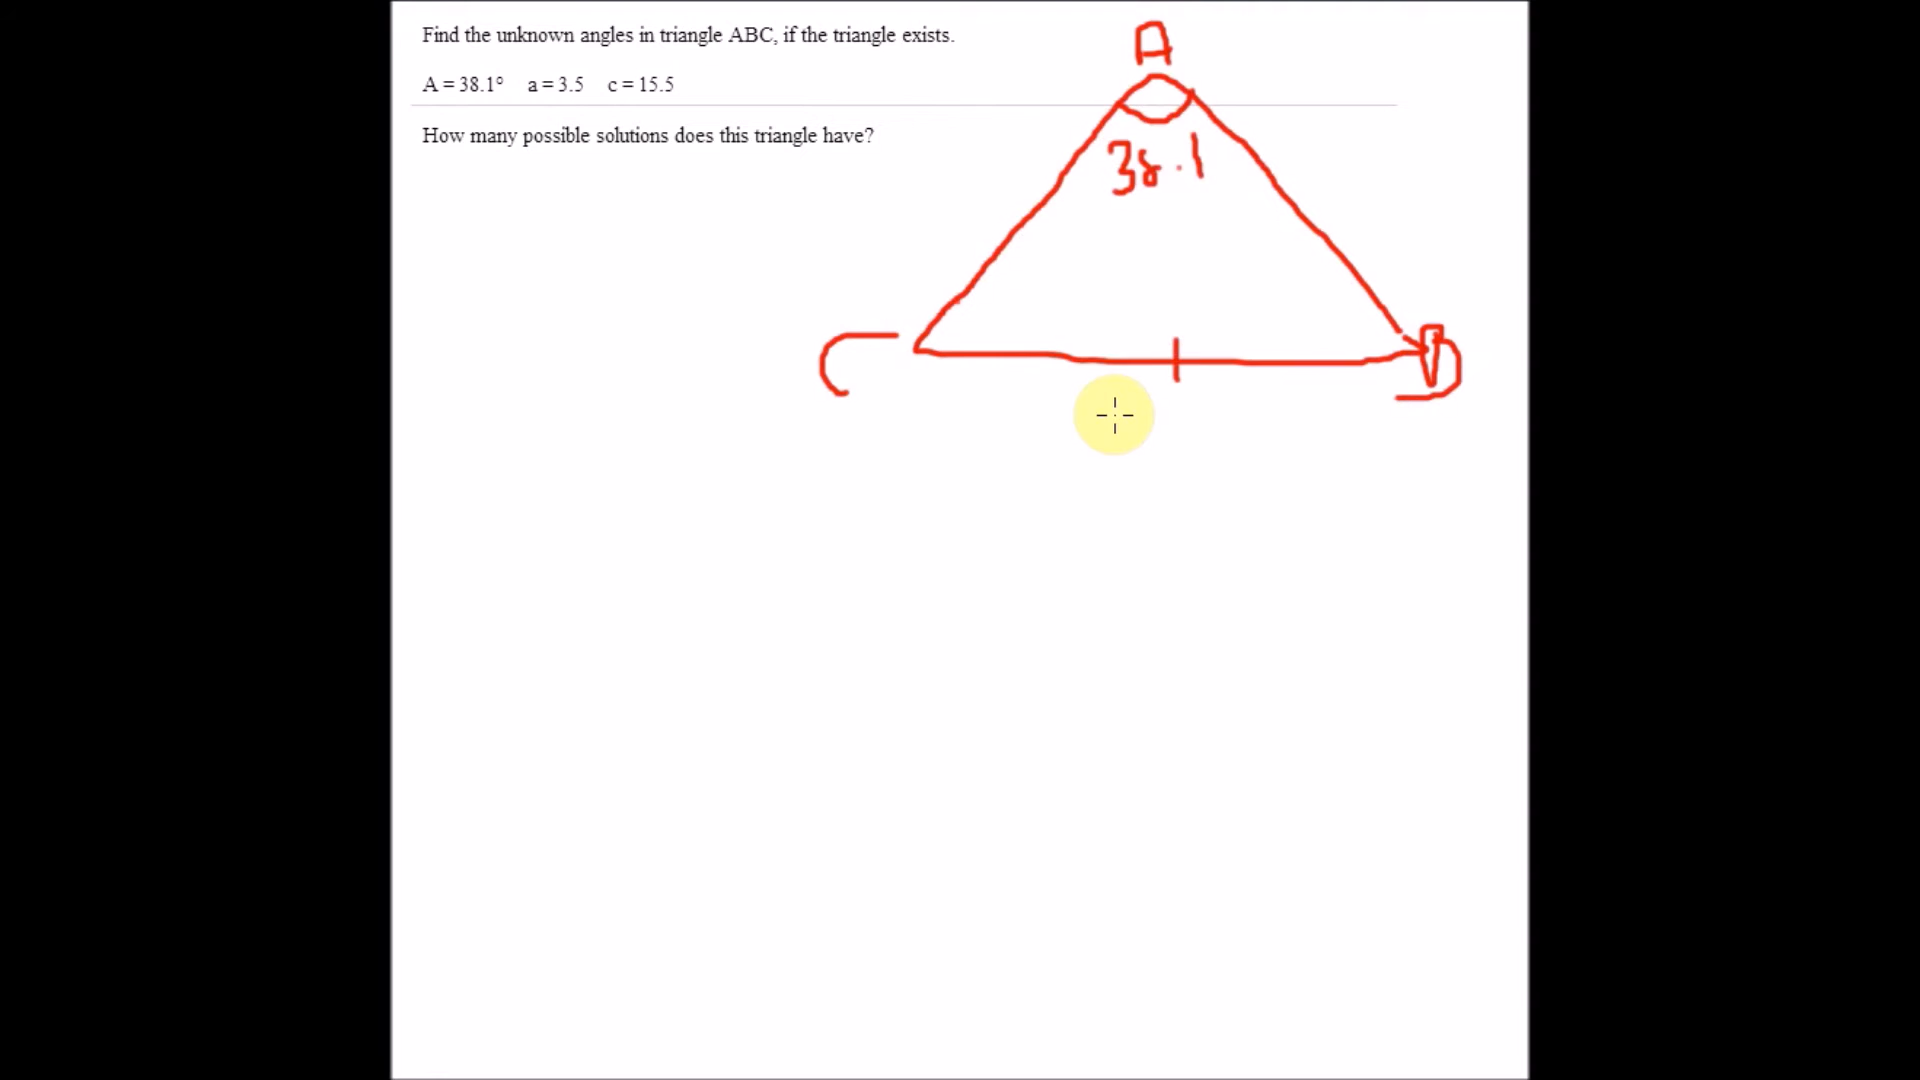 Find the unknown angles in triangle ABC, if the triangle exists.
A = 38.1° a = 3.5 c = 15.5
How many possible solutions does this triangle have?
A
38.1
C
B